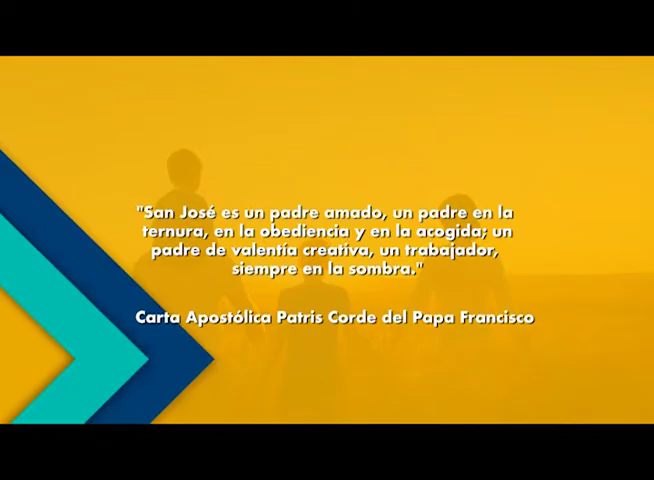 "San José es un padre amado, un padre en la
ternura, en la obediencia y en la acogida; un
padre de valentía creativa, un trabajador,
siempre en la sombra."
Carta Apostólica Patris Corde del Papa Francisco